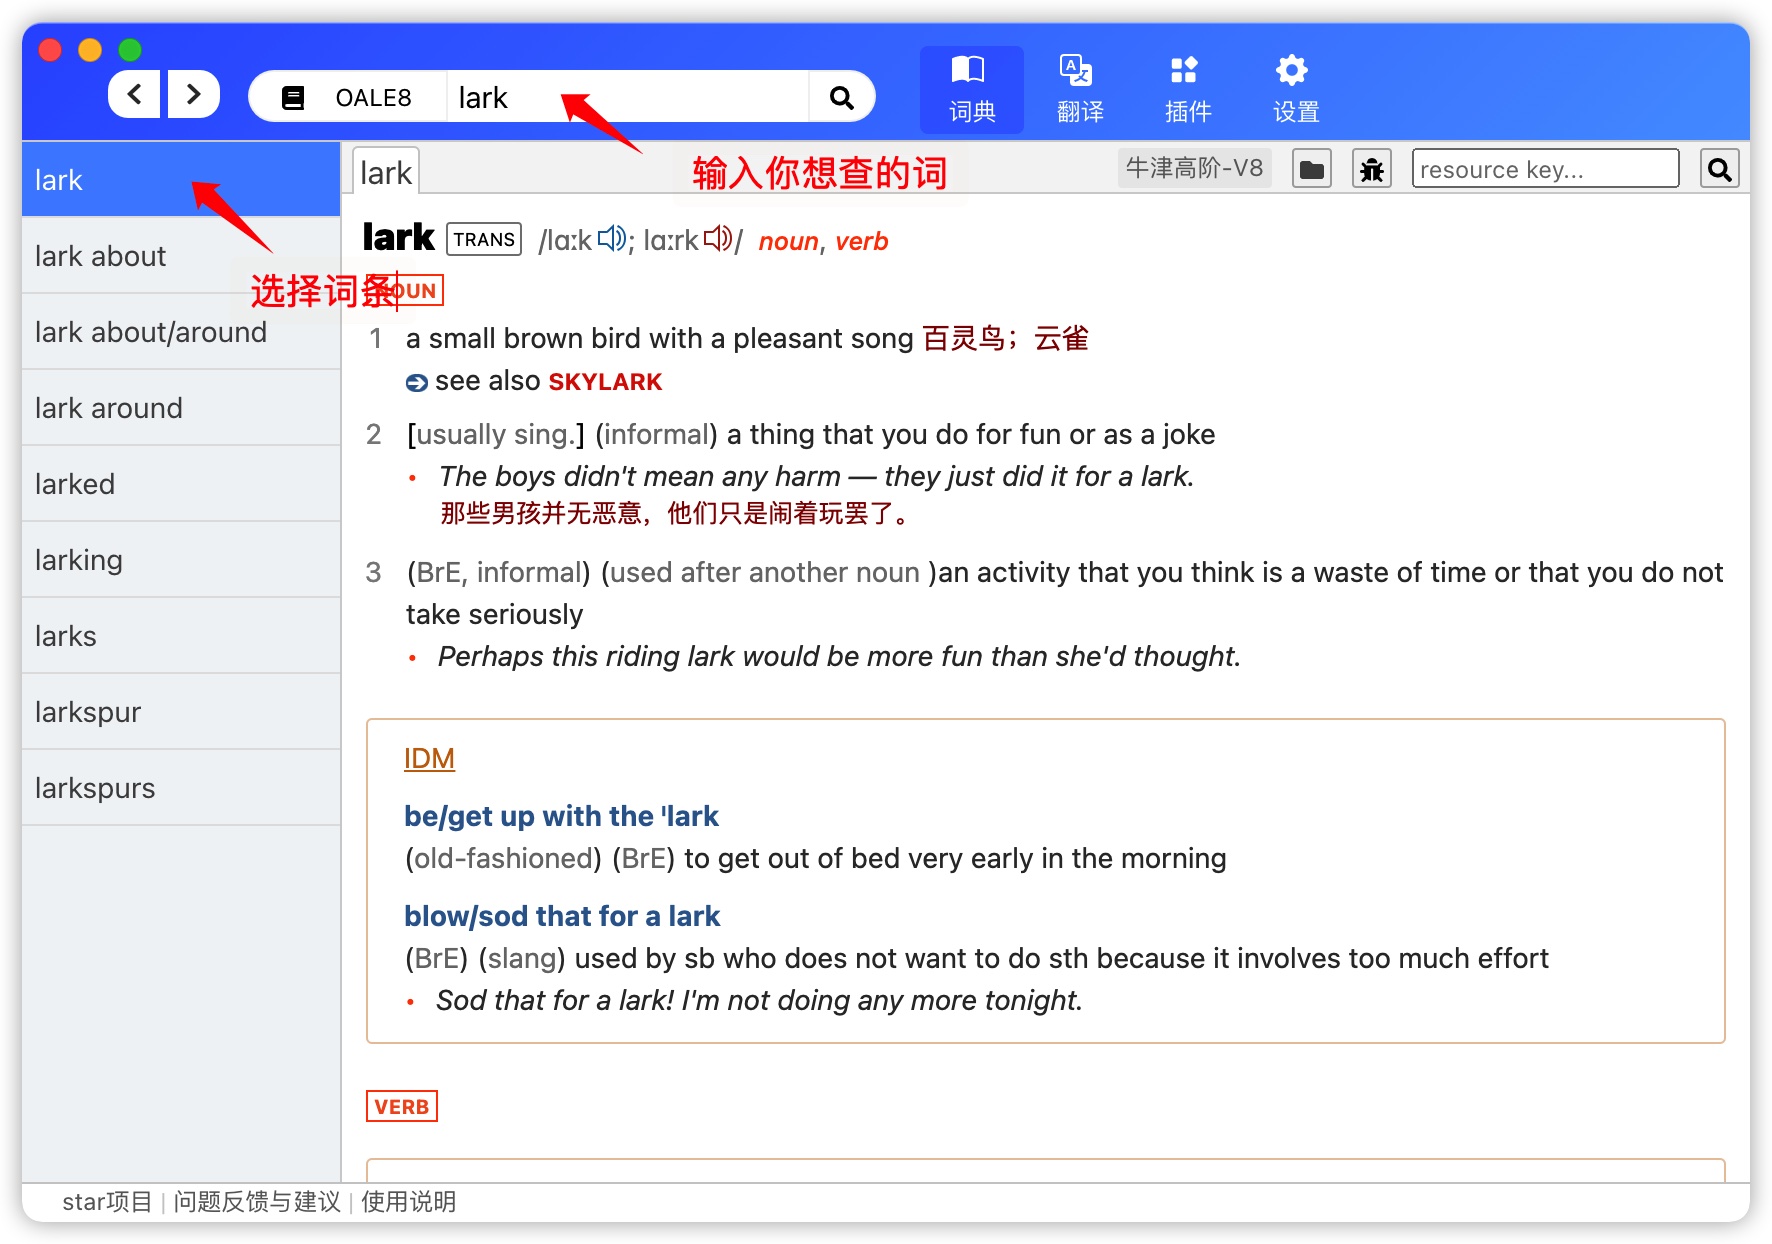 OALE8 lark
词典 翻译 插件 设置
输入你想查的词
选择词条
lark
lark about
lark about/around
lark around
larked
larking
larks
larkspur
larkspurs
lark
牛津高阶-V8 resource key...
lark TRANS /lɑːk; lɑːrk/ noun, verb
NOUN
1 a small brown bird with a pleasant song 百灵鸟；云雀
see also SKYLARK
2 [usually sing.] (informal) a thing that you do for fun or as a joke
• The boys didn't mean any harm — they just did it for a lark.
那些男孩并无恶意，他们只是闹着玩罢了。
3 (BrE, informal) (used after another noun )an activity that you think is a waste of time or that you do not
take seriously
• Perhaps this riding lark would be more fun than she'd thought.
IDM
be/get up with the ˈlark
(old-fashioned) (BrE) to get out of bed very early in the morning
blow/sod that for a lark
(BrE) (slang) used by sb who does not want to do sth because it involves too much effort
• Sod that for a lark! I'm not doing any more tonight.
VERB
star项目 | 问题反馈与建议 | 使用说明